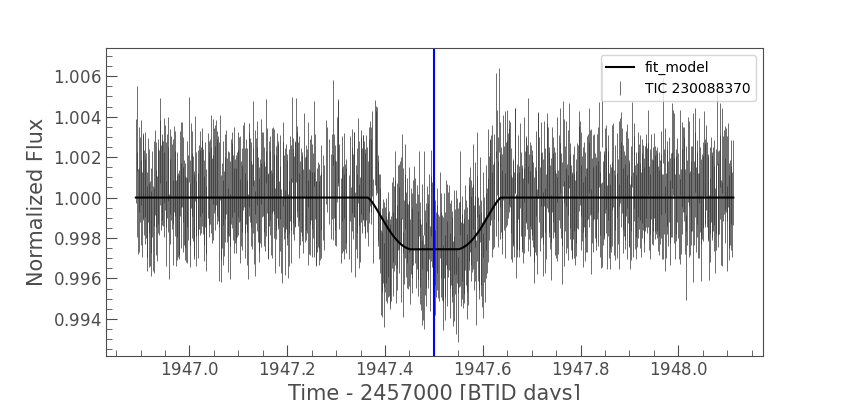 fit_model
TIC 230088370
Normalized Flux
1.006
1.004
1.002
1.000
0.998
0.996
0.994
1947.0 1947.2 1947.4 1947.6 1947.8 1948.0
Time - 2457000 [BTJD days]